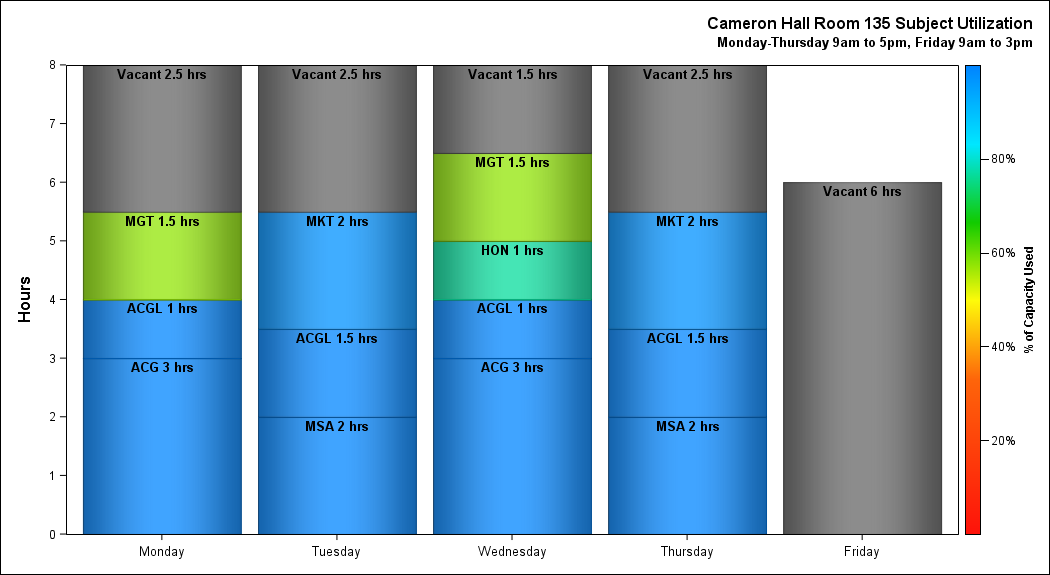 Cameron Hall Room 135 Subject Utilization
Monday-Thursday 9am to 5pm, Friday 9am to 3pm
Hours
8
7
6
5
4
3
2
1
0
Vacant 2.5 hrs
MGT 1.5 hrs
ACGL 1 hrs
ACG 3 hrs
Monday
Vacant 2.5 hrs
MKT 2 hrs
ACGL 1.5 hrs
MSA 2 hrs
Tuesday
Vacant 1.5 hrs
MGT 1.5 hrs
HON 1 hrs
ACGL 1 hrs
ACG 3 hrs
Wednesday
Vacant 2.5 hrs
MKT 2 hrs
ACGL 1.5 hrs
MSA 2 hrs
Thursday
Vacant 6 hrs
Friday
80%
60%
40%
20%
% of Capacity Used